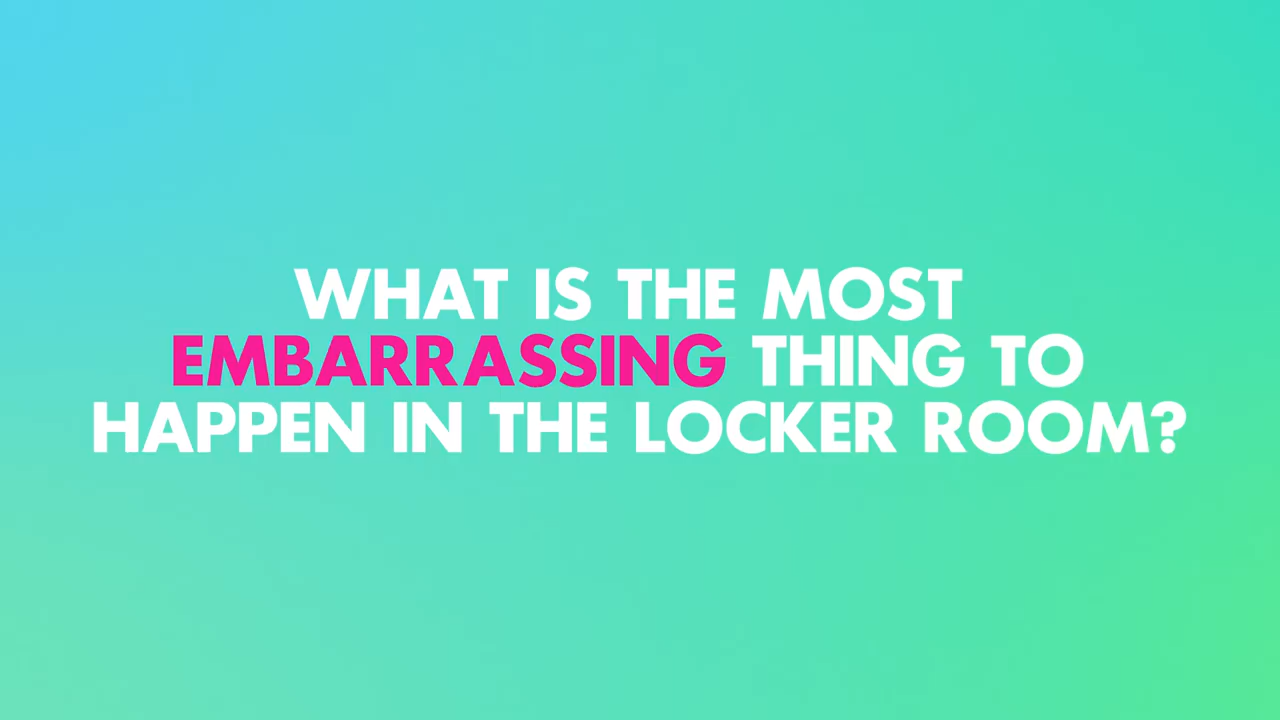 WHAT IS THE MOST
EMBARRASSING THING TO
HAPPEN IN THE LOCKER ROOM?